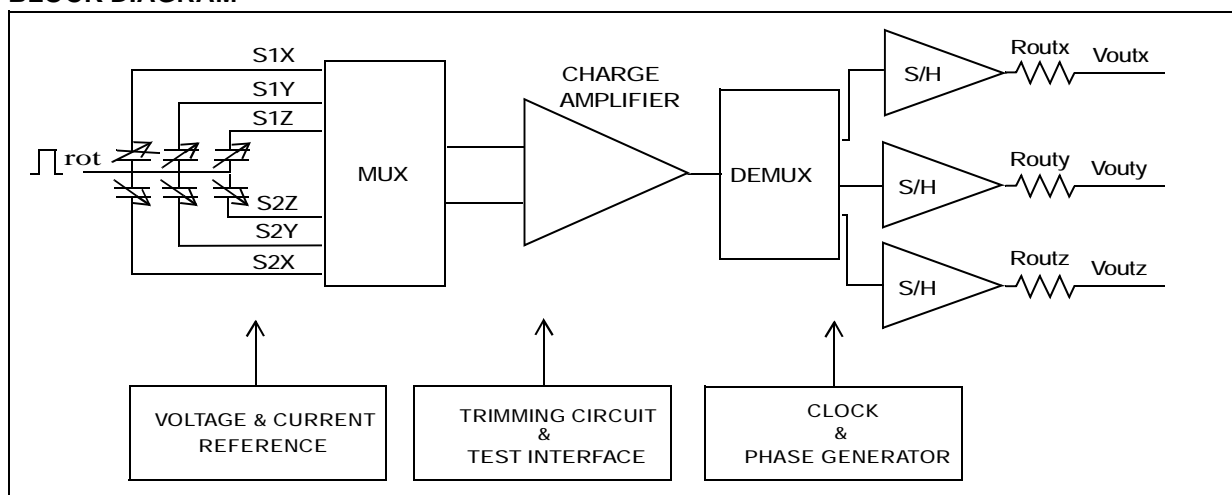 BLOCK DIAGRAM
S1X
S1Y
S1Z
rot
S2Z
S2Y
S2X
MUX
CHARGE
AMPLIFIER
DEMUX
S/H
Routx
Voutx
S/H
Routy
Vouty
S/H
Routz
Voutz
VOLTAGE & CURRENT
REFERENCE
TRIMMING CIRCUIT
&
TEST INTERFACE
CLOCK
&
PHASE GENERATOR